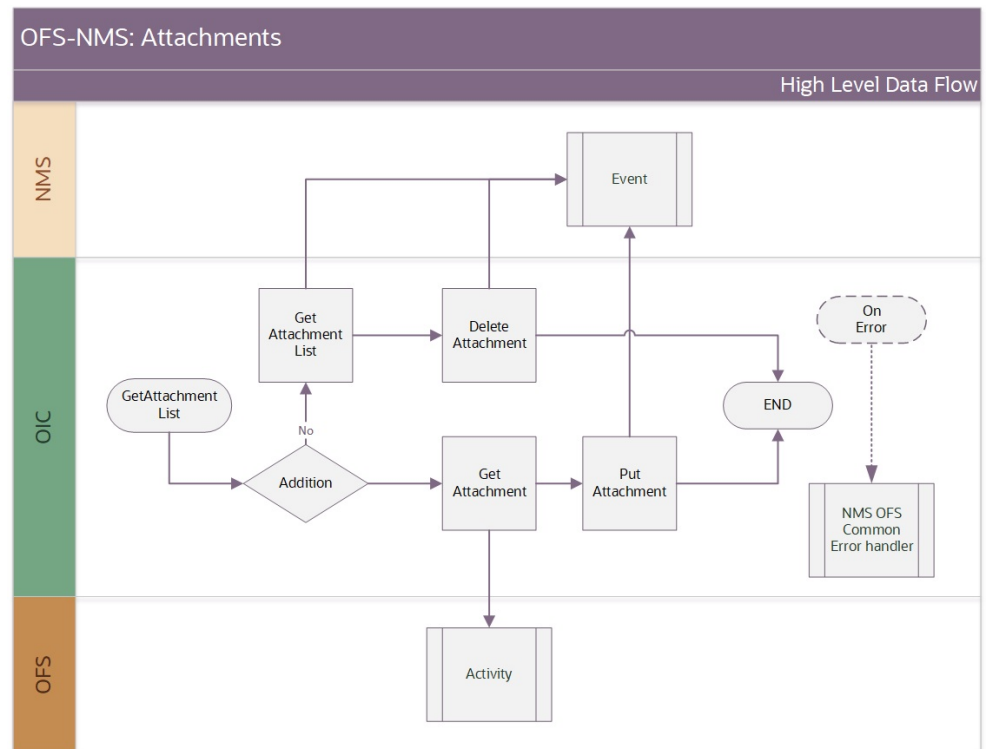 OFS-NMS: Attachments
High Level Data Flow
NMS
Event
OIC
Get
Attachment
List
Delete
Attachment
On
Error
GetAttachment
List
END
No
Addition
Get
Attachment
Put
Attachment
NMS OFS
Common
Error handler
OFS
Activity